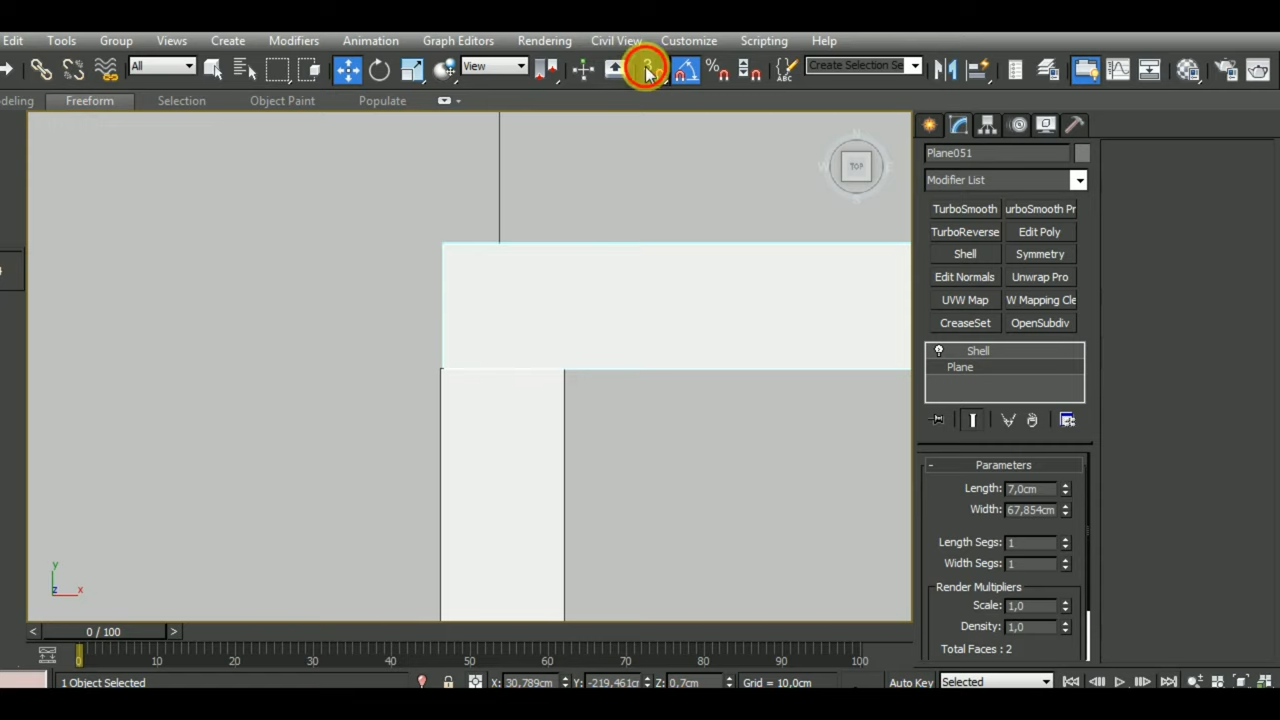 Edit Tools Group Views Create Modifiers Animation Graph Editors Rendering Civil View Customize Scripting Help
All View 3 % ABC Create Selection Se
deling Freeform Selection Object Paint Populate
TOP
Plane051
Modifier List
TurboSmooth urboSmooth Pr
TurboReverse Edit Poly
Shell Symmetry
Edit Normals Unwrap Pro
UVW Map W Mapping Cle
CreaseSet OpenSubdiv
Shell
Plane
- Parameters
Length: 7,0cm
Width: 67,854cm
Length Segs: 1
Width Segs: 1
Render Multipliers
Scale: 1,0
Density: 1,0
Total Faces : 2
y
z x
< 0 / 100 >
0 10 20 30 40 50 60 70 80 90 100
1 Object Selected X: 30,789cm Y: -219,461cm Z: 0,7cm Grid = 10,0cm Auto Key Selected